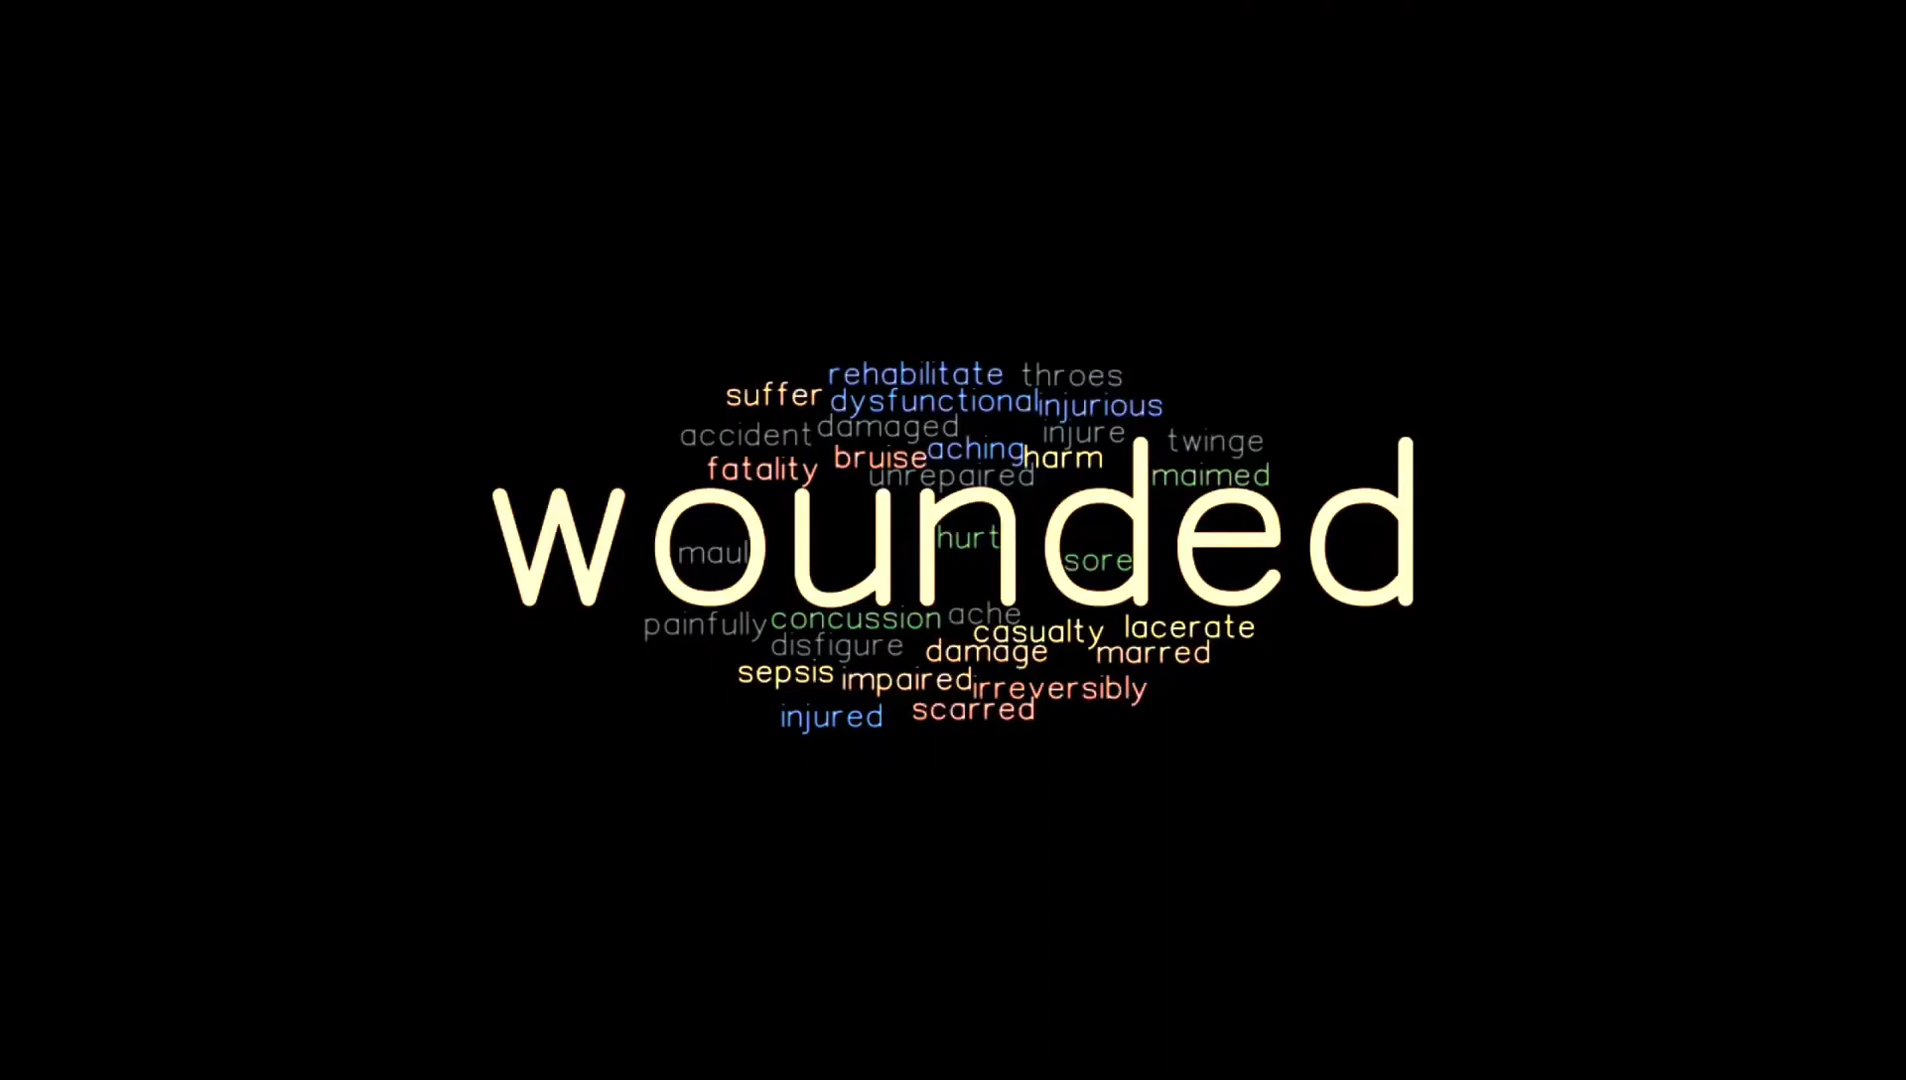 rehabilitate throes
suffer dysfunctional injurious
accident damaged injure twinge
fatality bruise aching harm maimed
unrepaired
wounded
maul hurt sore
painfully concussion ache casualty lacerate
disfigure damage marred
sepsis impaired irreversibly
injured scarred